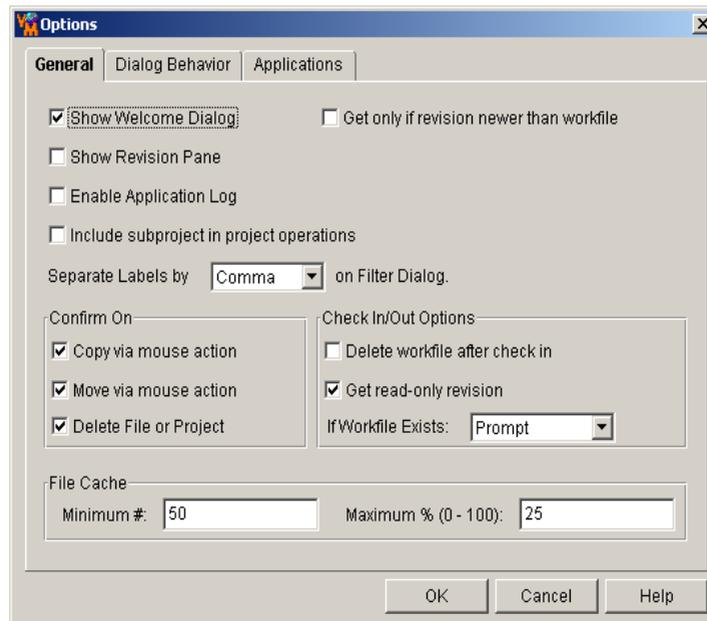 VM Options
General Dialog Behavior Applications
Show Welcome Dialog Get only if revision newer than workfile
Show Revision Pane
Enable Application Log
Include subproject in project operations
Separate Labels by Comma on Filter Dialog.
Confirm On Check In/Out Options
Copy via mouse action Delete workfile after check in
Move via mouse action Get read-only revision
Delete File or Project If Workfile Exists: Prompt
File Cache
Minimum #: 50 Maximum % (0 - 100): 25
OK Cancel Help